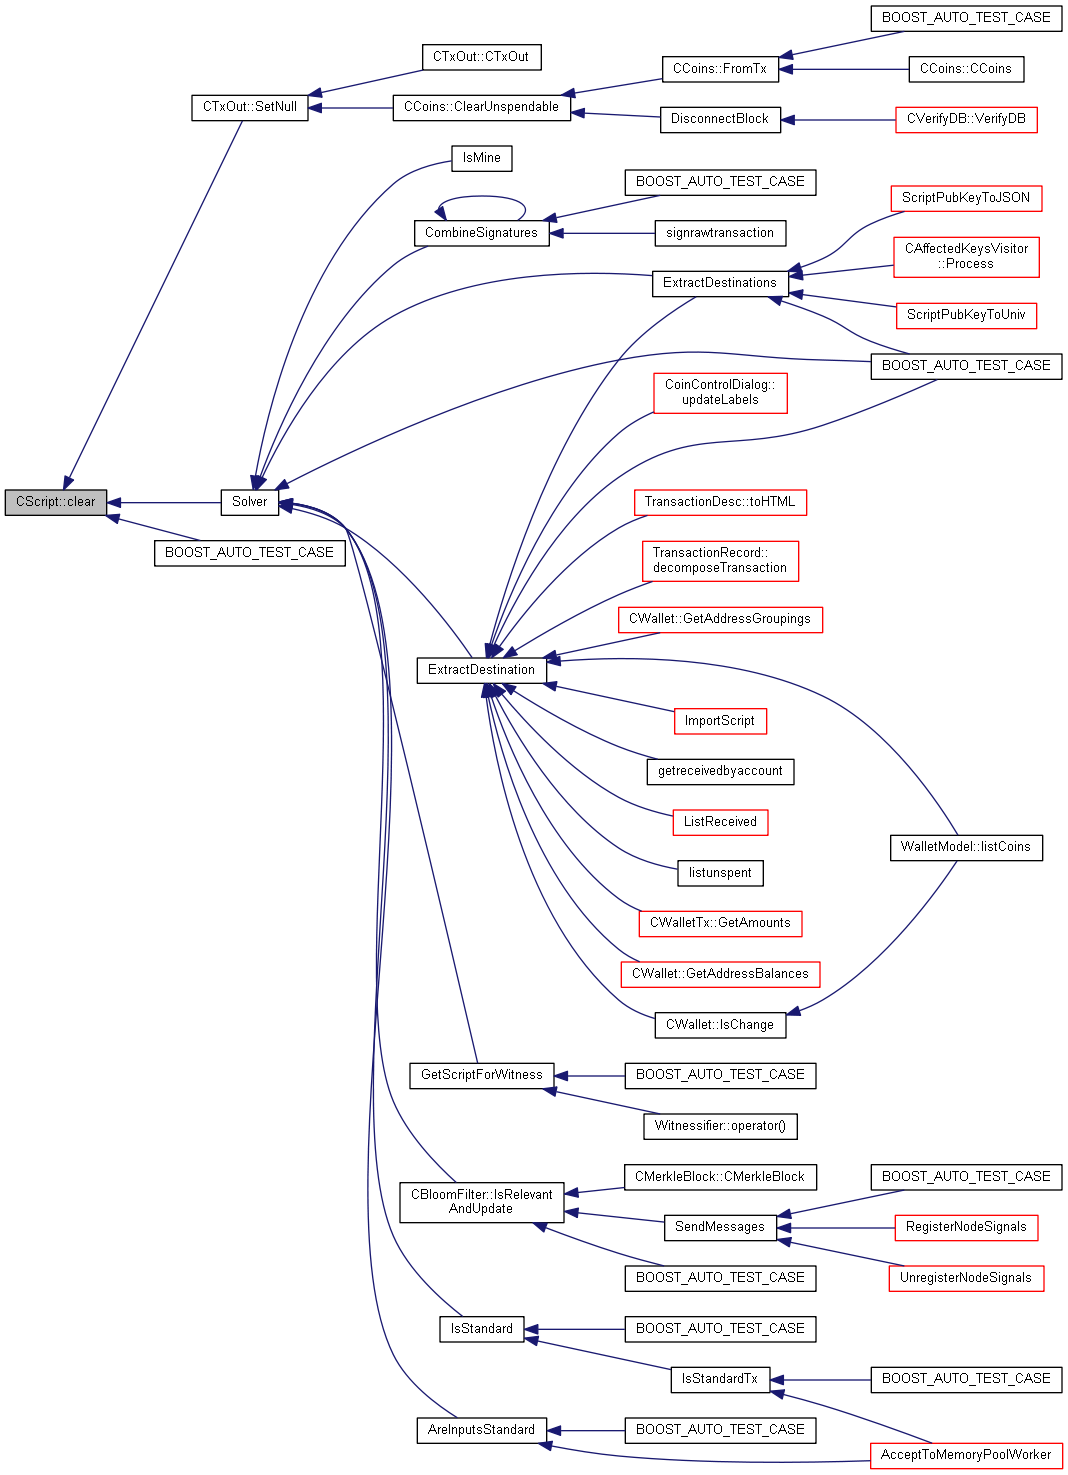 BOOST_AUTO_TEST_CASE
CTxOut::CTxOut
CCoins::FromTx
CCoins::CCoins
CTxOut::SetNull
CCoins::ClearUnspendable
DisconnectBlock
CVerifyDB::VerifyDB
IsMine
BOOST_AUTO_TEST_CASE
ScriptPubKeyToJSON
CombineSignatures
signrawtransaction
CAffectedKeysVisitor
::Process
ExtractDestinations
ScriptPubKeyToUniv
BOOST_AUTO_TEST_CASE
CoinControlDialog::
updateLabels
CScript::clear
Solver
TransactionDesc::toHTML
BOOST_AUTO_TEST_CASE
TransactionRecord::
decomposeTransaction
CWallet::GetAddressGroupings
ExtractDestination
ImportScript
getreceivedbyaccount
ListReceived
WalletModel::listCoins
listunspent
CWalletTx::GetAmounts
CWallet::GetAddressBalances
CWallet::IsChange
GetScriptForWitness
BOOST_AUTO_TEST_CASE
Witnessifier::operator()
CMerkleBlock::CMerkleBlock
BOOST_AUTO_TEST_CASE
CBloomFilter::IsRelevant
AndUpdate
SendMessages
RegisterNodeSignals
BOOST_AUTO_TEST_CASE
UnregisterNodeSignals
IsStandard
BOOST_AUTO_TEST_CASE
IsStandardTx
BOOST_AUTO_TEST_CASE
AreInputsStandard
BOOST_AUTO_TEST_CASE
AcceptToMemoryPoolWorker